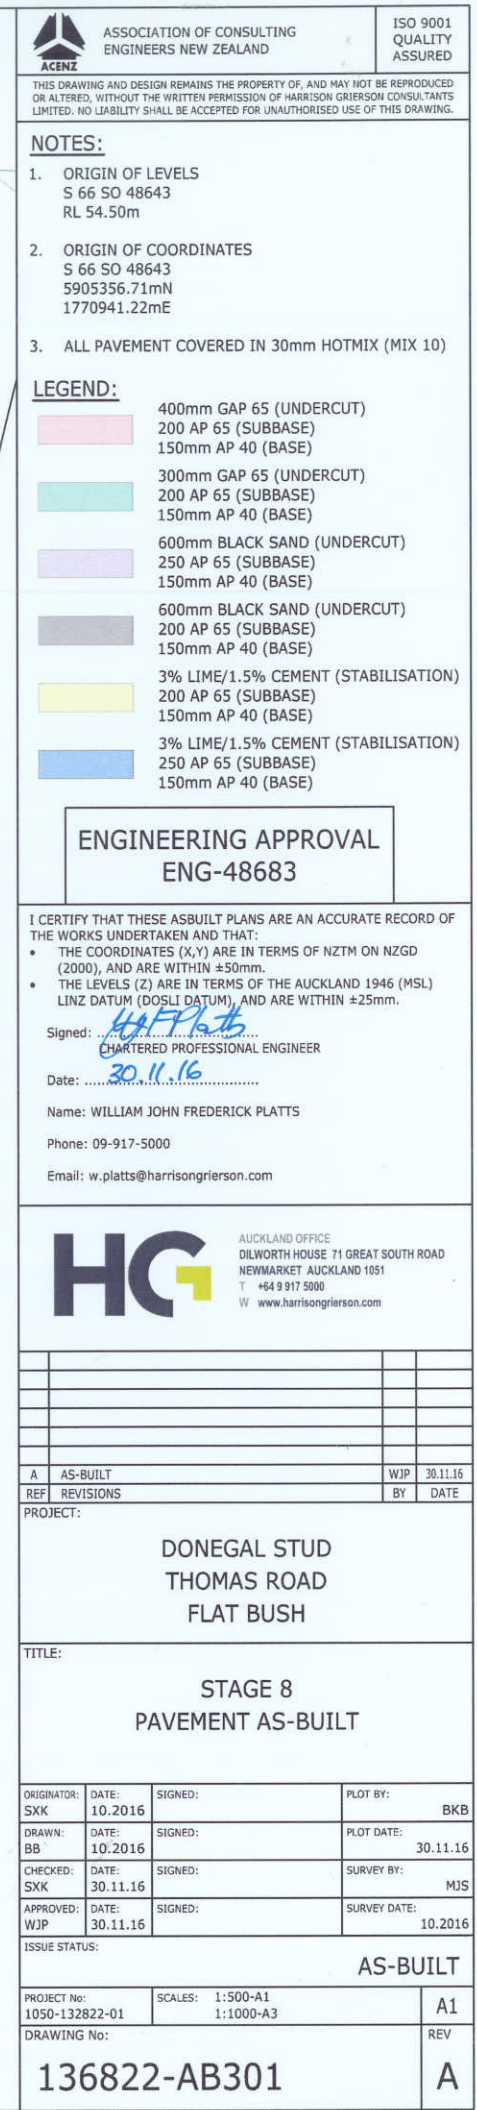 ACENZ
ASSOCIATION OF CONSULTING
ENGINEERS NEW ZEALAND
ISO 9001
QUALITY
ASSURED
THIS DRAWING AND DESIGN REMAINS THE PROPERTY OF, AND MAY NOT BE REPRODUCED
OR ALTERED, WITHOUT THE WRITTEN PERMISSION OF HARRISON GRIERSON CONSULTANTS
LIMITED. NO LIABILITY SHALL BE ACCEPTED FOR UNAUTHORISED USE OF THIS DRAWING.
NOTES:
1. ORIGIN OF LEVELS
S 66 SO 48643
RL 54.50m
2. ORIGIN OF COORDINATES
S 66 SO 48643
5905356.71mN
1770941.22mE
3. ALL PAVEMENT COVERED IN 30mm HOTMIX (MIX 10)
LEGEND:
400mm GAP 65 (UNDERCUT)
200 AP 65 (SUBBASE)
150mm AP 40 (BASE)
300mm GAP 65 (UNDERCUT)
200 AP 65 (SUBBASE)
150mm AP 40 (BASE)
600mm BLACK SAND (UNDERCUT)
250 AP 65 (SUBBASE)
150mm AP 40 (BASE)
600mm BLACK SAND (UNDERCUT)
200 AP 65 (SUBBASE)
150mm AP 40 (BASE)
3% LIME/1.5% CEMENT (STABILISATION)
200 AP 65 (SUBBASE)
150mm AP 40 (BASE)
3% LIME/1.5% CEMENT (STABILISATION)
250 AP 65 (SUBBASE)
150mm AP 40 (BASE)
ENGINEERING APPROVAL
ENG-48683
I CERTIFY THAT THESE ASBUILT PLANS ARE AN ACCURATE RECORD OF
THE WORKS UNDERTAKEN AND THAT:
• THE COORDINATES (X,Y) ARE IN TERMS OF NZTM ON NZGD
(2000), AND ARE WITHIN ±50mm.
• THE LEVELS (Z) ARE IN TERMS OF THE AUCKLAND 1946 (MSL)
LINZ DATUM (DOSLI DATUM), AND ARE WITHIN ±25mm.
Signed: WJFPlatts
CHARTERED PROFESSIONAL ENGINEER
Date: 30.11.16
Name: WILLIAM JOHN FREDERICK PLATTS
Phone: 09-917-5000
Email: w.platts@harrisongrierson.com
HG
AUCKLAND OFFICE
DILWORTH HOUSE 71 GREAT SOUTH ROAD
NEWMARKET AUCKLAND 1051
T +64 9 917 5000
W www.harrisongrierson.com
A AS-BUILT WJP 30.11.16
REF REVISIONS BY DATE
PROJECT:
DONEGAL STUD
THOMAS ROAD
FLAT BUSH
TITLE:
STAGE 8
PAVEMENT AS-BUILT
ORIGINATOR: DATE: SIGNED: PLOT BY:
SXK 10.2016 BKB
DRAWN: DATE: SIGNED: PLOT DATE:
BB 10.2016 30.11.16
CHECKED: DATE: SIGNED: SURVEY BY:
SXK 30.11.16 MJS
APPROVED: DATE: SIGNED: SURVEY DATE:
WJP 30.11.16 10.2016
ISSUE STATUS:
AS-BUILT
PROJECT No: SCALES: 1:500-A1
1050-132822-01 1:1000-A3
A1
DRAWING No: REV
136822-AB301 A